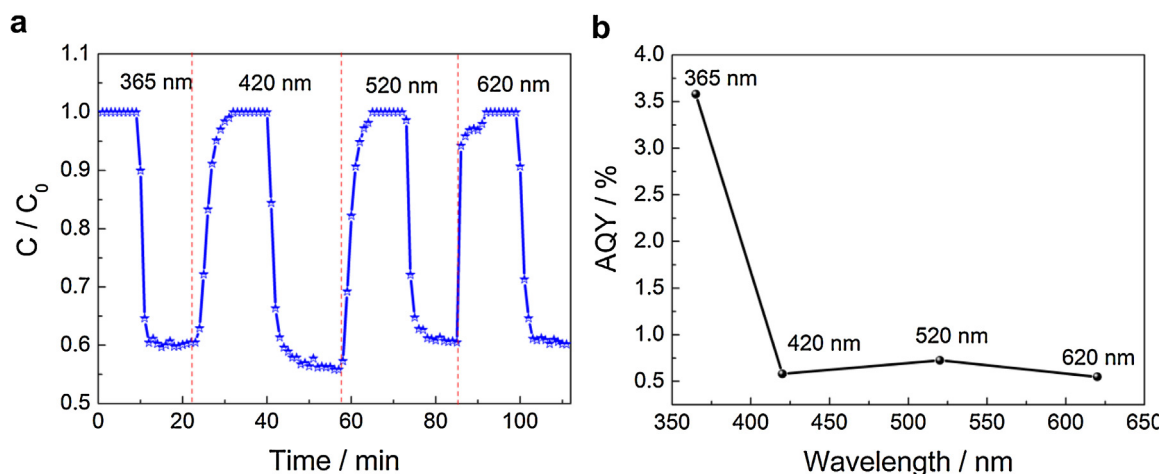 a
1.1
1.0
0.9
0.8
0.7
0.6
0.5
C / C0
365 nm
420 nm
520 nm
620 nm
0
20
40
60
80
100
Time / min
b
4.0
3.5
3.0
2.5
2.0
1.5
1.0
0.5
AQY / %
365 nm
420 nm
520 nm
620 nm
350
400
450
500
550
600
650
Wavelength / nm